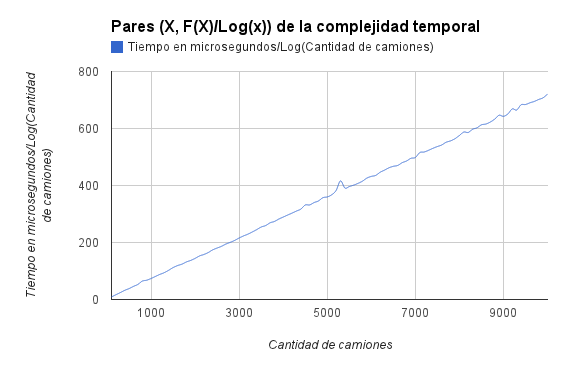 Pares (X, F(X)/Log(x)) de la complejidad temporal
Tiempo en microsegundos/Log(Cantidad de camiones)
Tiempo en microsegundos/Log(Cantidad
de camiones)
800
600
400
200
0
1000
3000
5000
7000
9000
Cantidad de camiones